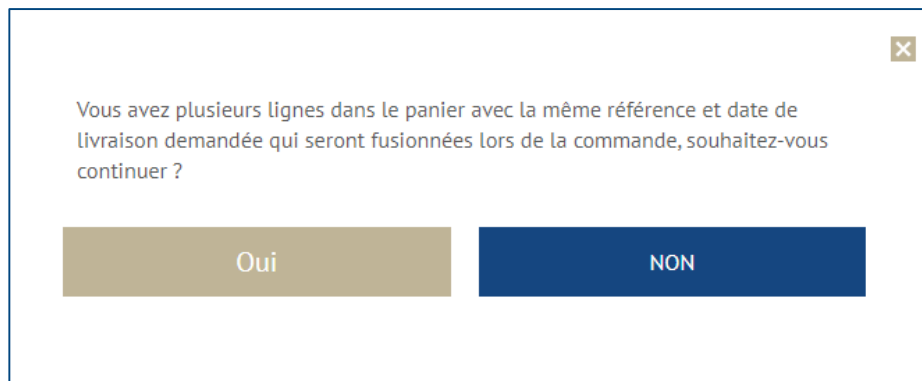 Vous avez plusieurs lignes dans le panier avec la même référence et date de
livraison demandée qui seront fusionnées lors de la commande, souhaitez-vous
continuer ?
Oui
NON